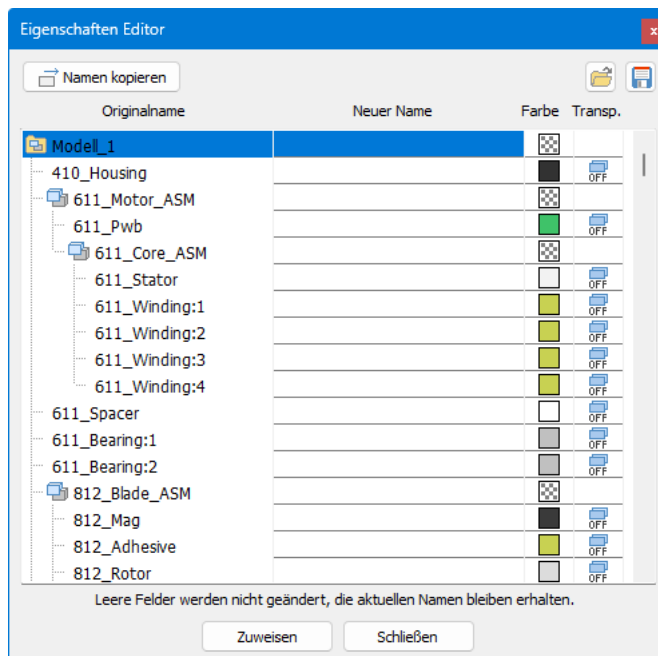 Eigenschaften Editor
x
Namen kopieren
Originalname Neuer Name Farbe Transp.
Modell_1
410_Housing OFF
611_Motor_ASM
611_Pwb OFF
611_Core_ASM
611_Stator OFF
611_Winding:1 OFF
611_Winding:2 OFF
611_Winding:3 OFF
611_Winding:4 OFF
611_Spacer OFF
611_Bearing:1 OFF
611_Bearing:2 OFF
812_Blade_ASM
812_Mag OFF
812_Adhesive OFF
812_Rotor OFF
Leere Felder werden nicht geändert, die aktuellen Namen bleiben erhalten.
Zuweisen Schließen